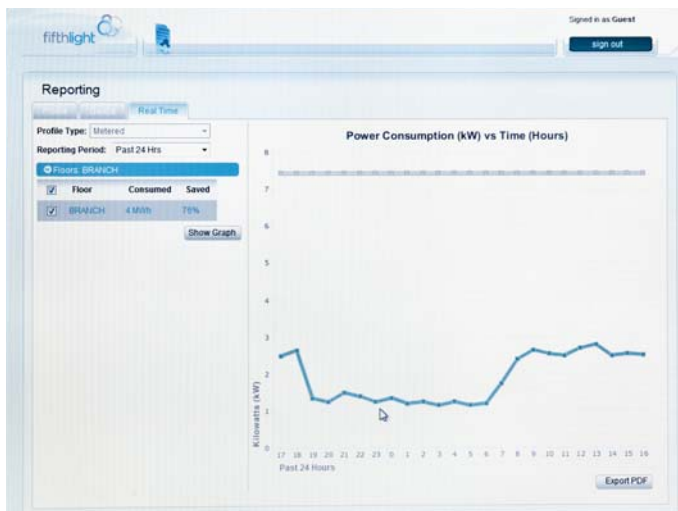 Signed in as Guest
fifthlight
sign out
Reporting
Real Time
Profile Type: Metered
Reporting Period: Past 24 Hrs
Floors: BRANCH
Floor Consumed Saved
BRANCH 4 MWh 76%
Show Graph
Power Consumption (kW) vs Time (Hours)
8
7
6
5
4
3
2
1
0
Kilowatts (kW)
17 18 19 20 21 22 23 0 1 2 3 4 5 6 7 8 9 10 11 12 13 14 15 16
Past 24 Hours
Export PDF